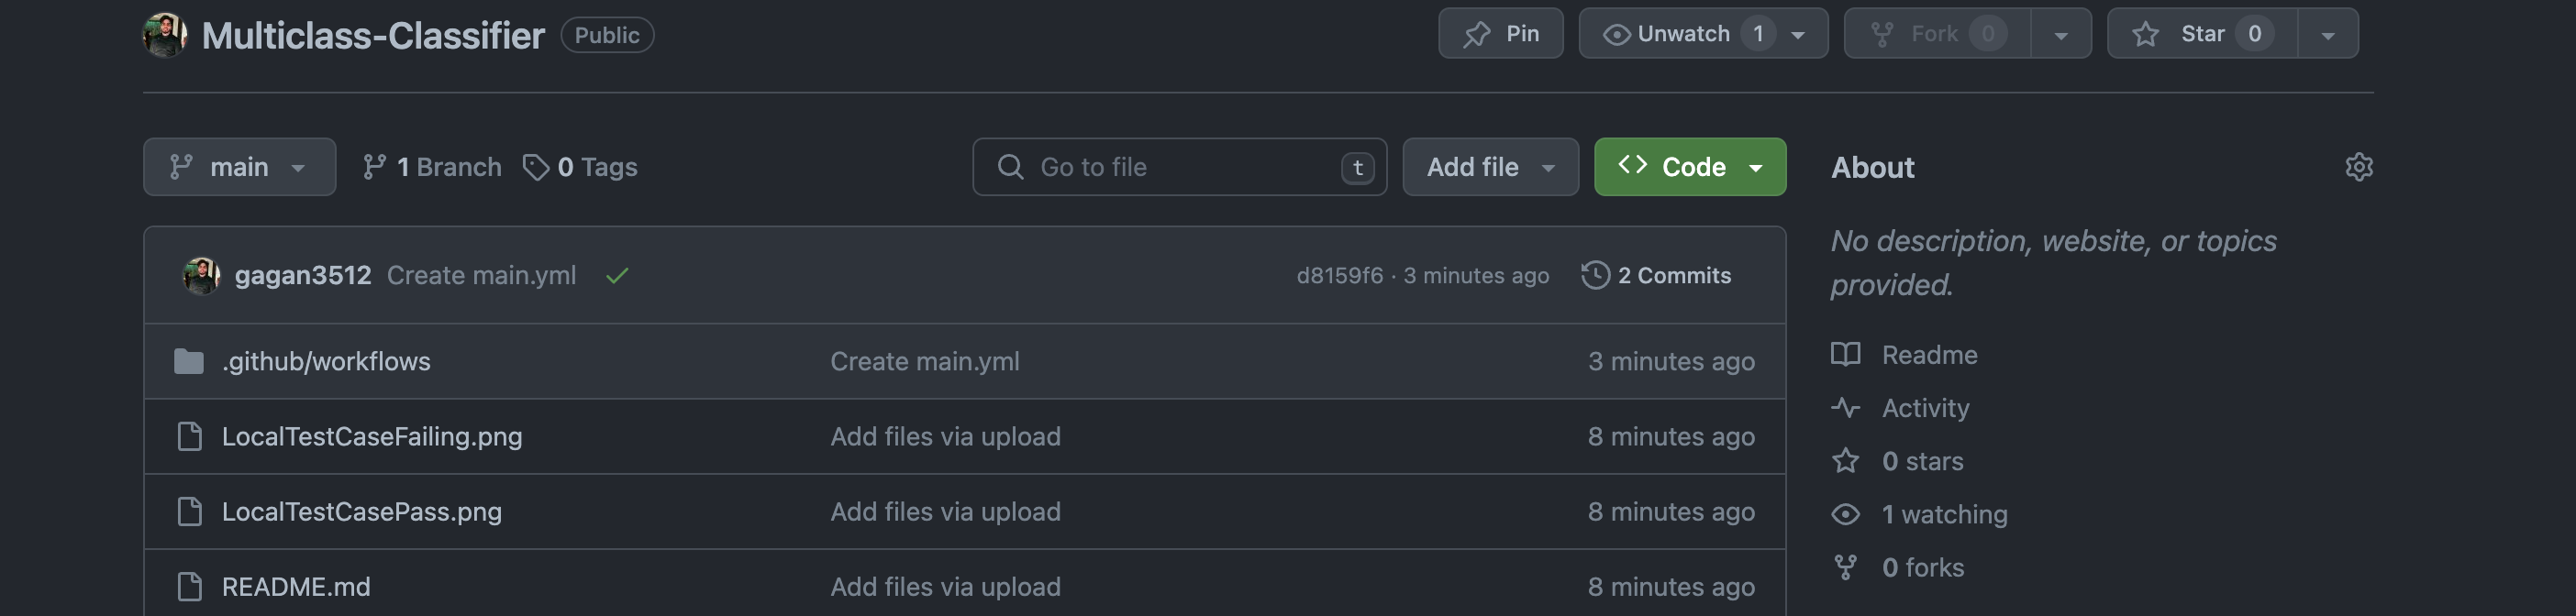 Multiclass-Classifier Public Pin Unwatch 1 Fork 0 Star 0
main 1 Branch 0 Tags Go to file t Add file Code About
No description, website, or topics
provided.
gagan3512 Create main.yml d8159f6 · 3 minutes ago 2 Commits
.github/workflows Create main.yml 3 minutes ago
LocalTestCaseFailing.png Add files via upload 8 minutes ago
LocalTestCasePass.png Add files via upload 8 minutes ago
README.md Add files via upload 8 minutes ago
Readme
Activity
0 stars
1 watching
0 forks